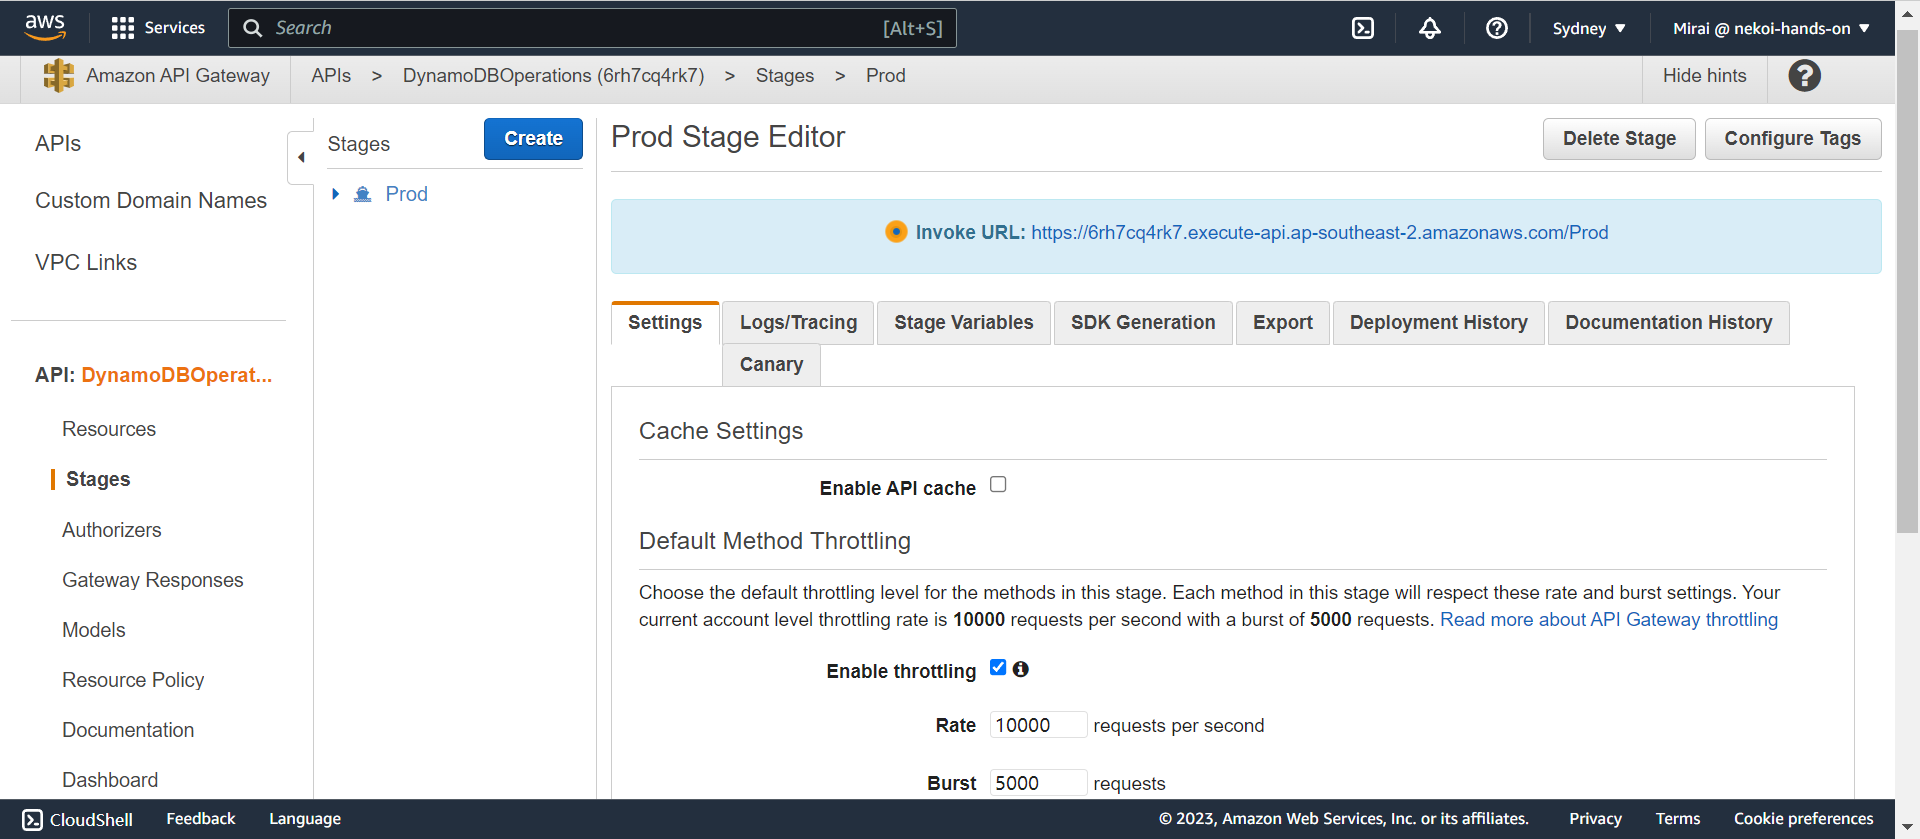 aws
Services
Search
[Alt+S]
Sydney ▼
Mirai @ nekoi-hands-on ▼
Amazon API Gateway
APIs > DynamoDBOperations (6rh7cq4rk7) > Stages > Prod
Hide hints
APIs
Custom Domain Names
VPC Links
API: DynamoDBOperat...
Resources
Stages
Authorizers
Gateway Responses
Models
Resource Policy
Documentation
Dashboard
Stages
Create
Prod
Prod Stage Editor
Delete Stage
Configure Tags
Invoke URL: https://6rh7cq4rk7.execute-api.ap-southeast-2.amazonaws.com/Prod
Settings
Logs/Tracing
Stage Variables
SDK Generation
Export
Deployment History
Documentation History
Canary
Cache Settings
Enable API cache
Default Method Throttling
Choose the default throttling level for the methods in this stage. Each method in this stage will respect these rate and burst settings. Your
current account level throttling rate is 10000 requests per second with a burst of 5000 requests. Read more about API Gateway throttling
Enable throttling
Rate 10000 requests per second
Burst 5000 requests
CloudShell
Feedback
Language
© 2023, Amazon Web Services, Inc. or its affiliates.
Privacy
Terms
Cookie preferences